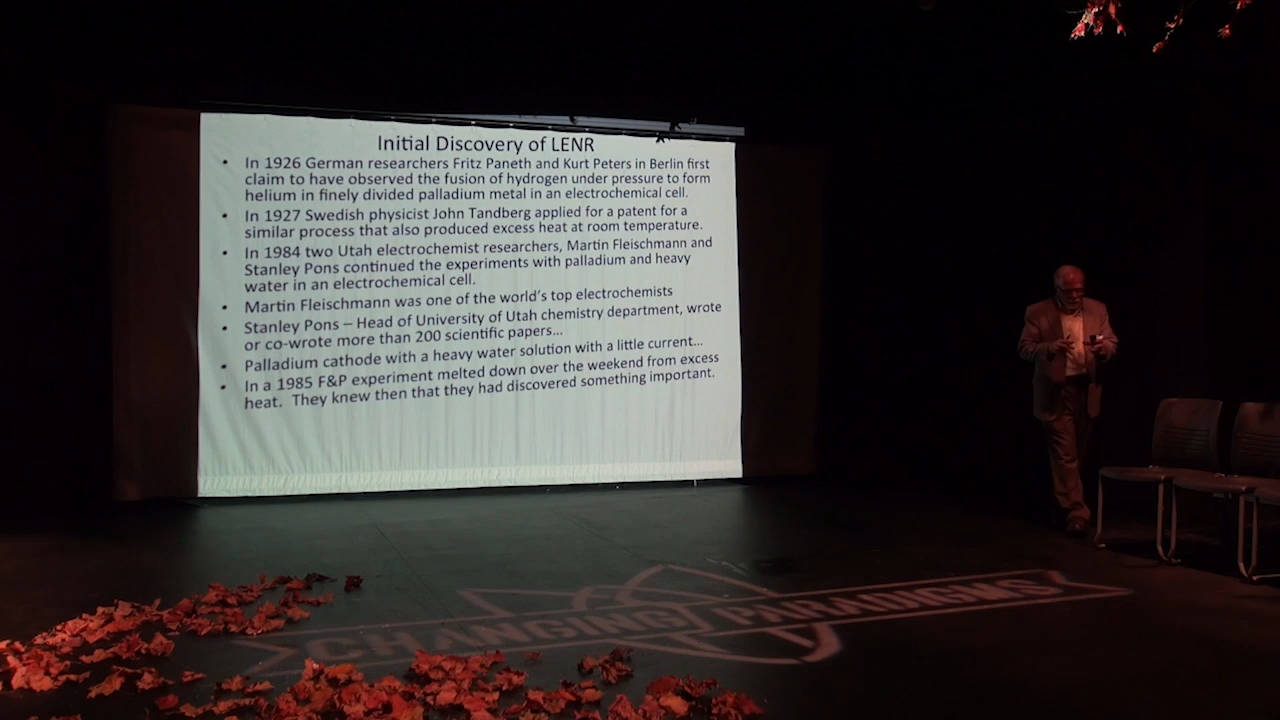 Initial Discovery of LENR
• In 1926 German researchers Fritz Paneth and Kurt Peters in Berlin first
claim to have observed the fusion of hydrogen under pressure to form
helium in finely divided palladium metal in an electrochemical cell.
• In 1927 Swedish physicist John Tandberg applied for a patent for a
similar process that also produced excess heat at room temperature.
• In 1984 two Utah electrochemist researchers, Martin Fleischmann and
Stanley Pons continued the experiments with palladium and heavy
water in an electrochemical cell.
• Martin Fleischmann was one of the world's top electrochemists
• Stanley Pons – Head of University of Utah chemistry department, wrote
or co-wrote more than 200 scientific papers...
• Palladium cathode with a heavy water solution with a little current...
• In a 1985 F&P experiment melted down over the weekend from excess
heat. They knew then that they had discovered something important.
CHANGING PARADIGMS